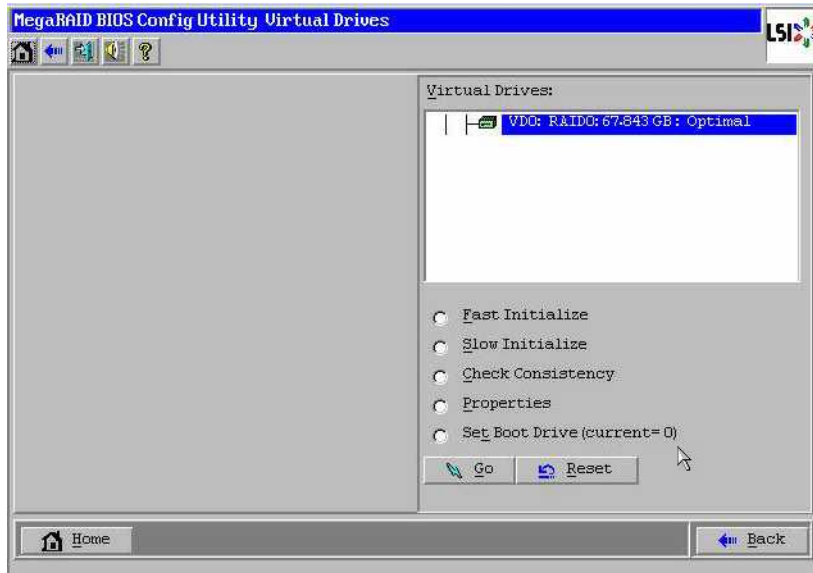 MegaRAID BIOS Config Utility Virtual Drives
LSI
?
Virtual Drives:
VD0: RAID0: 67.843 GB: Optimal
Fast Initialize
Slow Initialize
Check Consistency
Properties
Set Boot Drive (current= 0)
Go
Reset
Home
Back